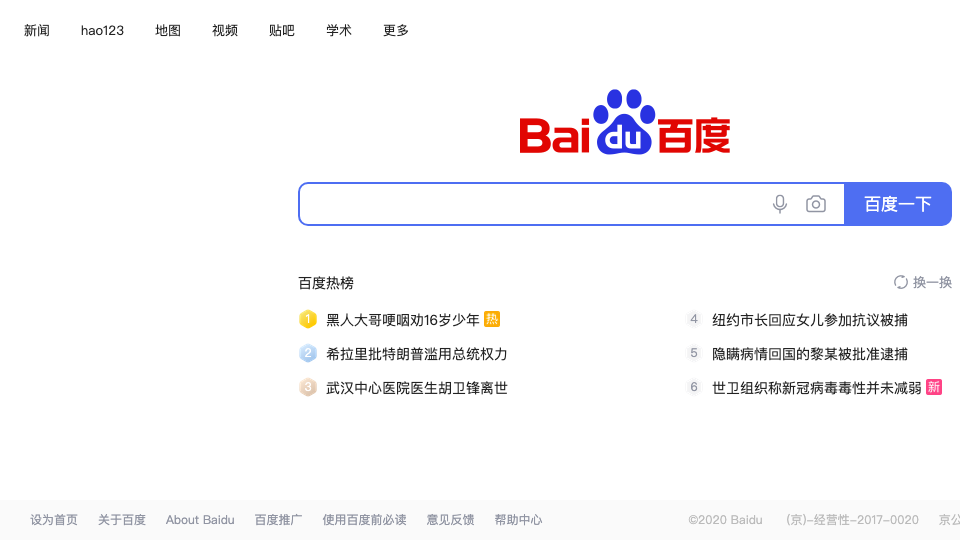 新闻 hao123 地图 视频 贴吧 学术 更多
Bai du 百度
百度一下
百度热榜 换一换
1 黑人大哥哽咽劝16岁少年 热
2 希拉里批特朗普滥用总统权力
3 武汉中心医院医生胡卫锋离世
4 纽约市长回应女儿参加抗议被捕
5 隐瞒病情回国的黎某被批准逮捕
6 世卫组织称新冠病毒毒性并未减弱 新
设为首页 关于百度 About Baidu 百度推广 使用百度前必读 意见反馈 帮助中心 ©2020 Baidu (京)-经营性-2017-0020 京公